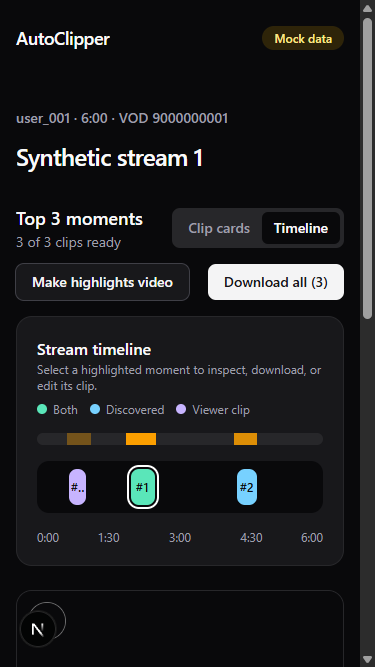 AutoClipper
Mock data
user_001 · 6:00 · VOD 9000000001
Synthetic stream 1
Top 3 moments
3 of 3 clips ready
Clip cards
Timeline
Make highlights video
Download all (3)
Stream timeline
Select a highlighted moment to inspect, download, or
edit its clip.
Both
Discovered
Viewer clip
#..
#1
#2
0:00
1:30
3:00
4:30
6:00
N